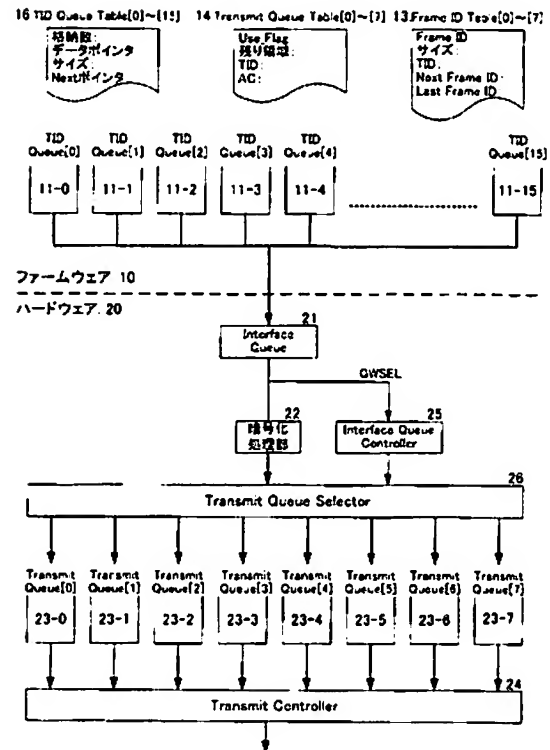 16 TID Queue Table[0]~[15]
格納数:
データポインタ
サイズ:
Nextポインタ
14 Transmit Queue Table[0]~[7]
Use Flag
残り領域:
TID:
AC:
13 Frame ID Table[0]~[7]
Frame ID
サイズ:
TID:
Next Frame ID:
Last Frame ID
TID
Queue[0]
11-0
TID
Queue[1]
11-1
TID
Queue[2]
11-2
TID
Queue[3]
11-3
TID
Queue[4]
11-4
TID
Queue[15]
11-15
ファームウェア 10
ハードウェア. 20
21
Interface
Queue
QWSEL
22
暗号化
処理部
25
Interface Queue
Controller
26
Transmit Queue Selector
Transmit
Queue[0]
23-0
Transmit
Queue[1]
23-1
Transmit
Queue[2]
23-2
Transmit
Queue[3]
23-3
Transmit
Queue[4]
23-4
Transmit
Queue[5]
23-5
Transmit
Queue[6]
23-6
Transmit
Queue[7]
23-7
24
Transmit Controller